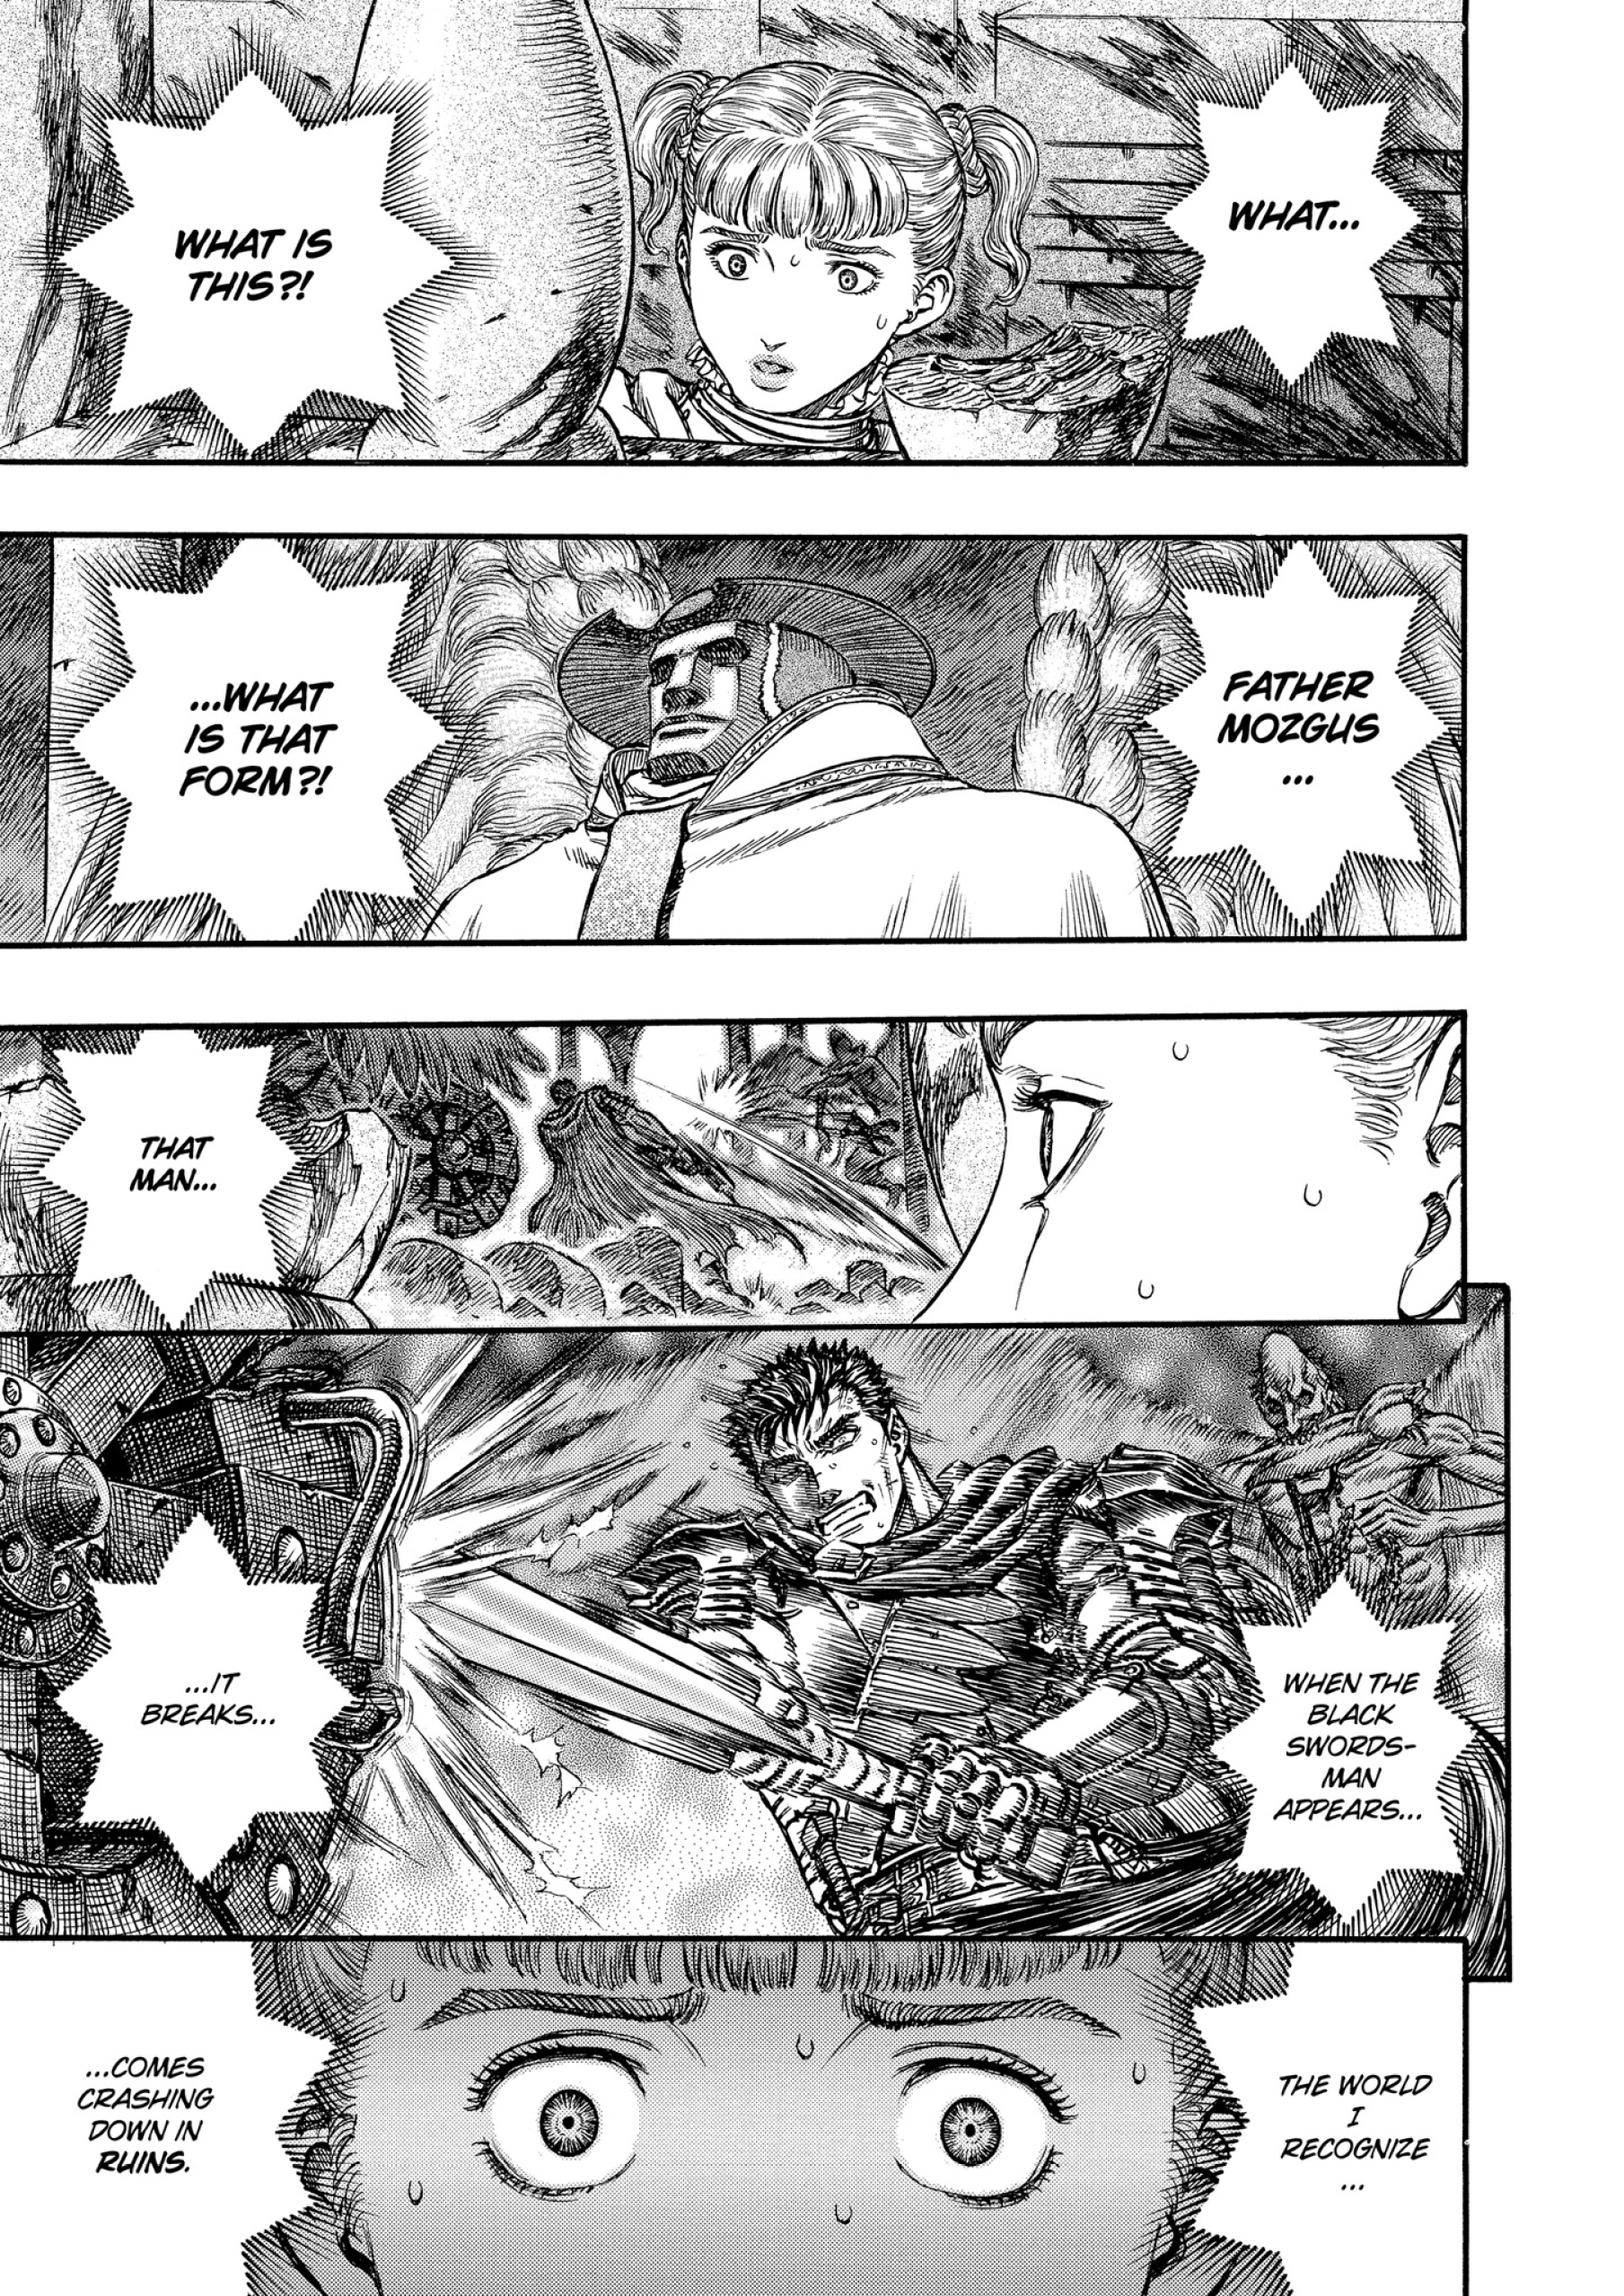 WHAT...
WHAT IS
THIS?!
FATHER
MOZGUS
...
...WHAT
IS THAT
FORM?!
THAT
MAN...
WHEN THE
BLACK
SWORDS-
MAN
APPEARS...
...IT
BREAKS...
THE WORLD
I
RECOGNIZE
...
...COMES
CRASHING
DOWN IN
RUINS.